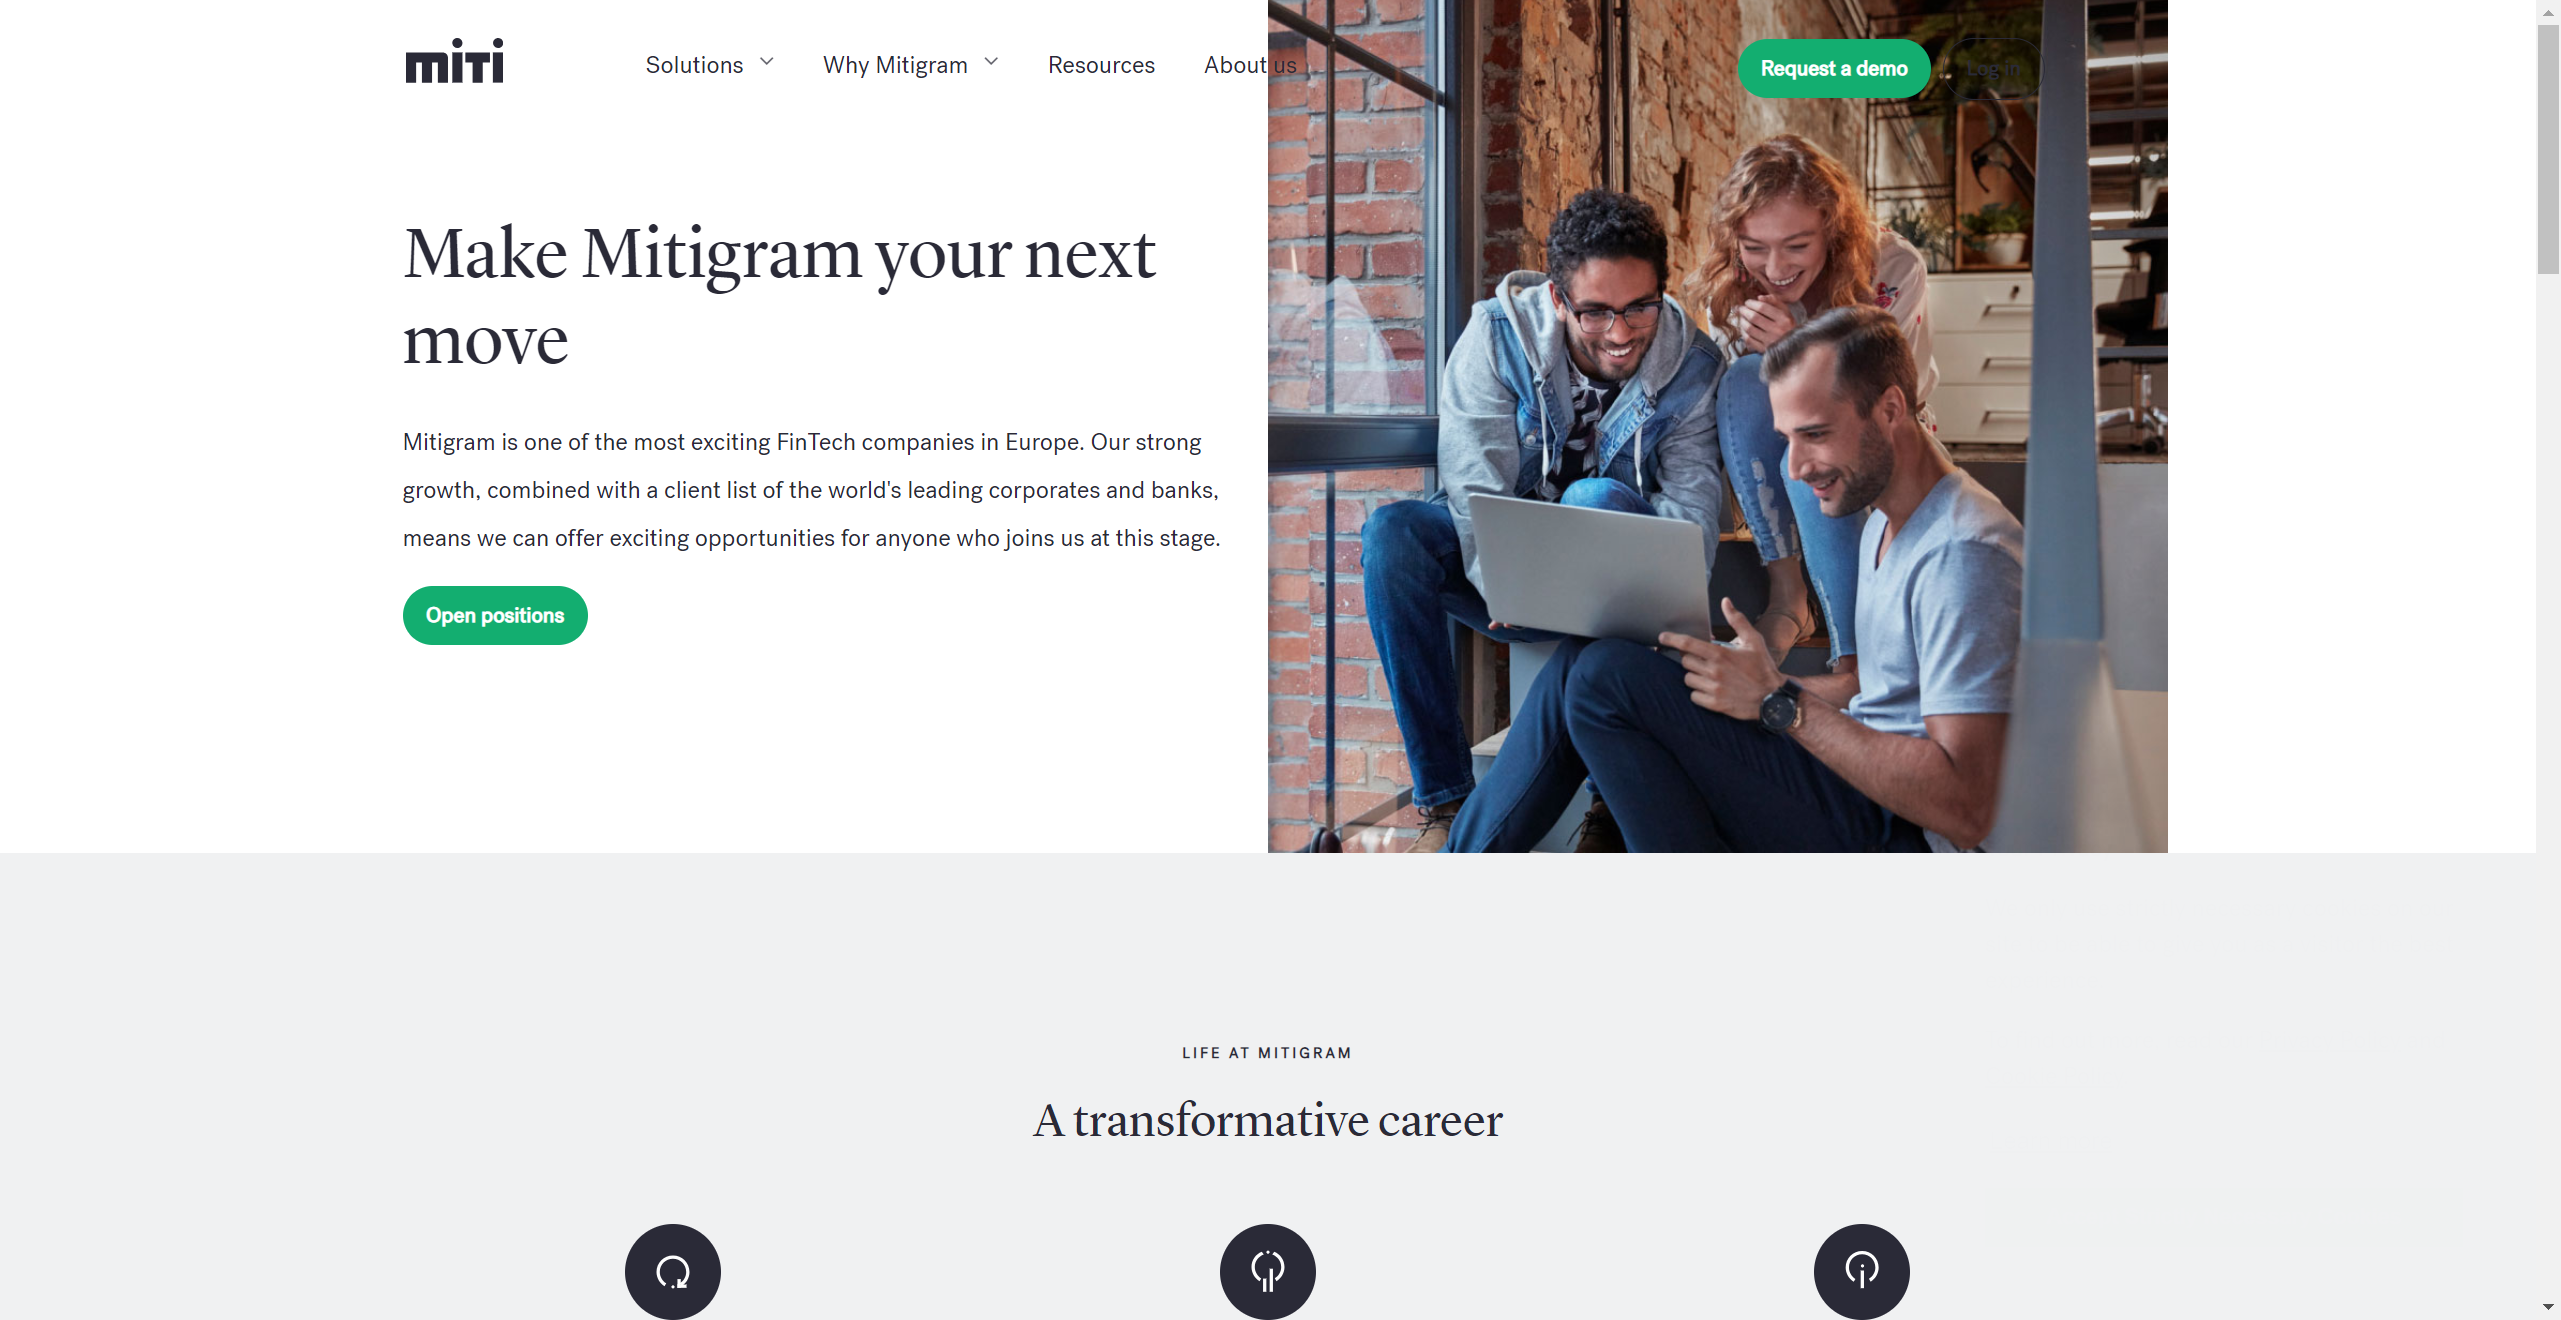 miti
Solutions
Why Mitigram
Resources
About us
Request a demo
Log in
Make Mitigram your next
move
Mitigram is one of the most exciting FinTech companies in Europe. Our strong
growth, combined with a client list of the world's leading corporates and banks,
means we can offer exciting opportunities for anyone who joins us at this stage.
Open positions
LIFE AT MITIGRAM
A transformative career